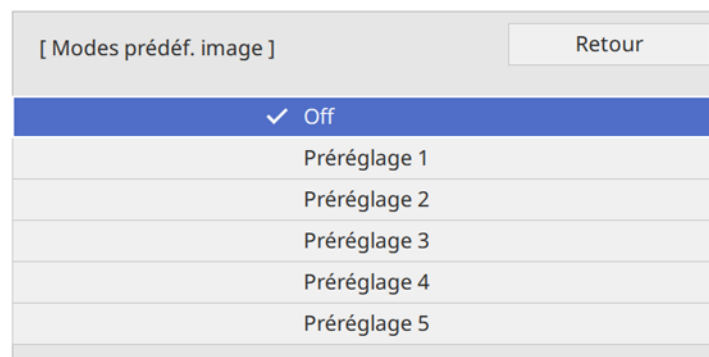 [ Modes prédéf. image ]
Retour
Off
Préréglage 1
Préréglage 2
Préréglage 3
Préréglage 4
Préréglage 5